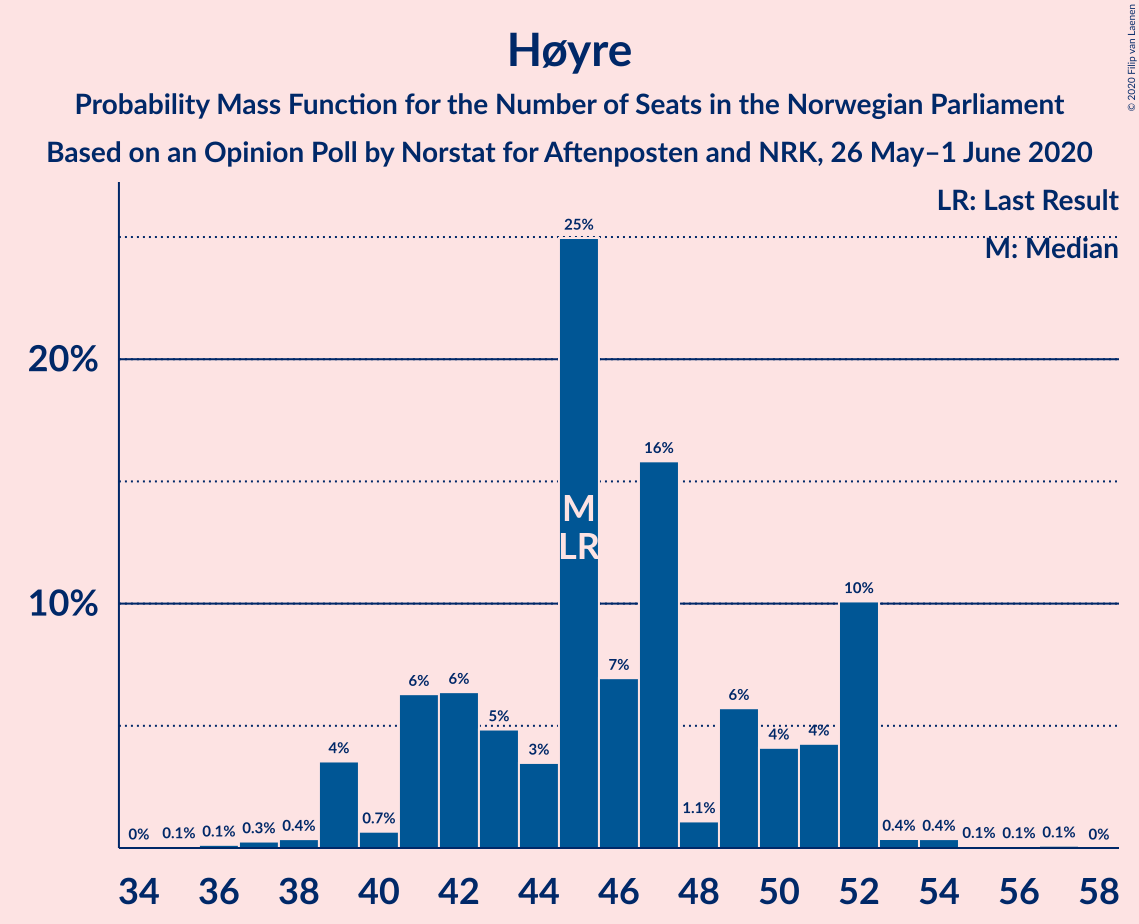 Høyre
Probability Mass Function for the Number of Seats in the Norwegian Parliament
Based on an Opinion Poll by Norstat for Aftenposten and NRK, 26 May–1 June 2020
© 2020 Filip van Laenen
LR: Last Result
M: Median
20%
10%
0% 0.1% 0.1% 0.3% 0.4% 4% 0.7% 6% 6% 5% 3% 25% 7% 16% 1.1% 6% 4% 4% 10% 0.4% 0.4% 0.1% 0.1% 0.1% 0%
M
LR
34 36 38 40 42 44 46 48 50 52 54 56 58